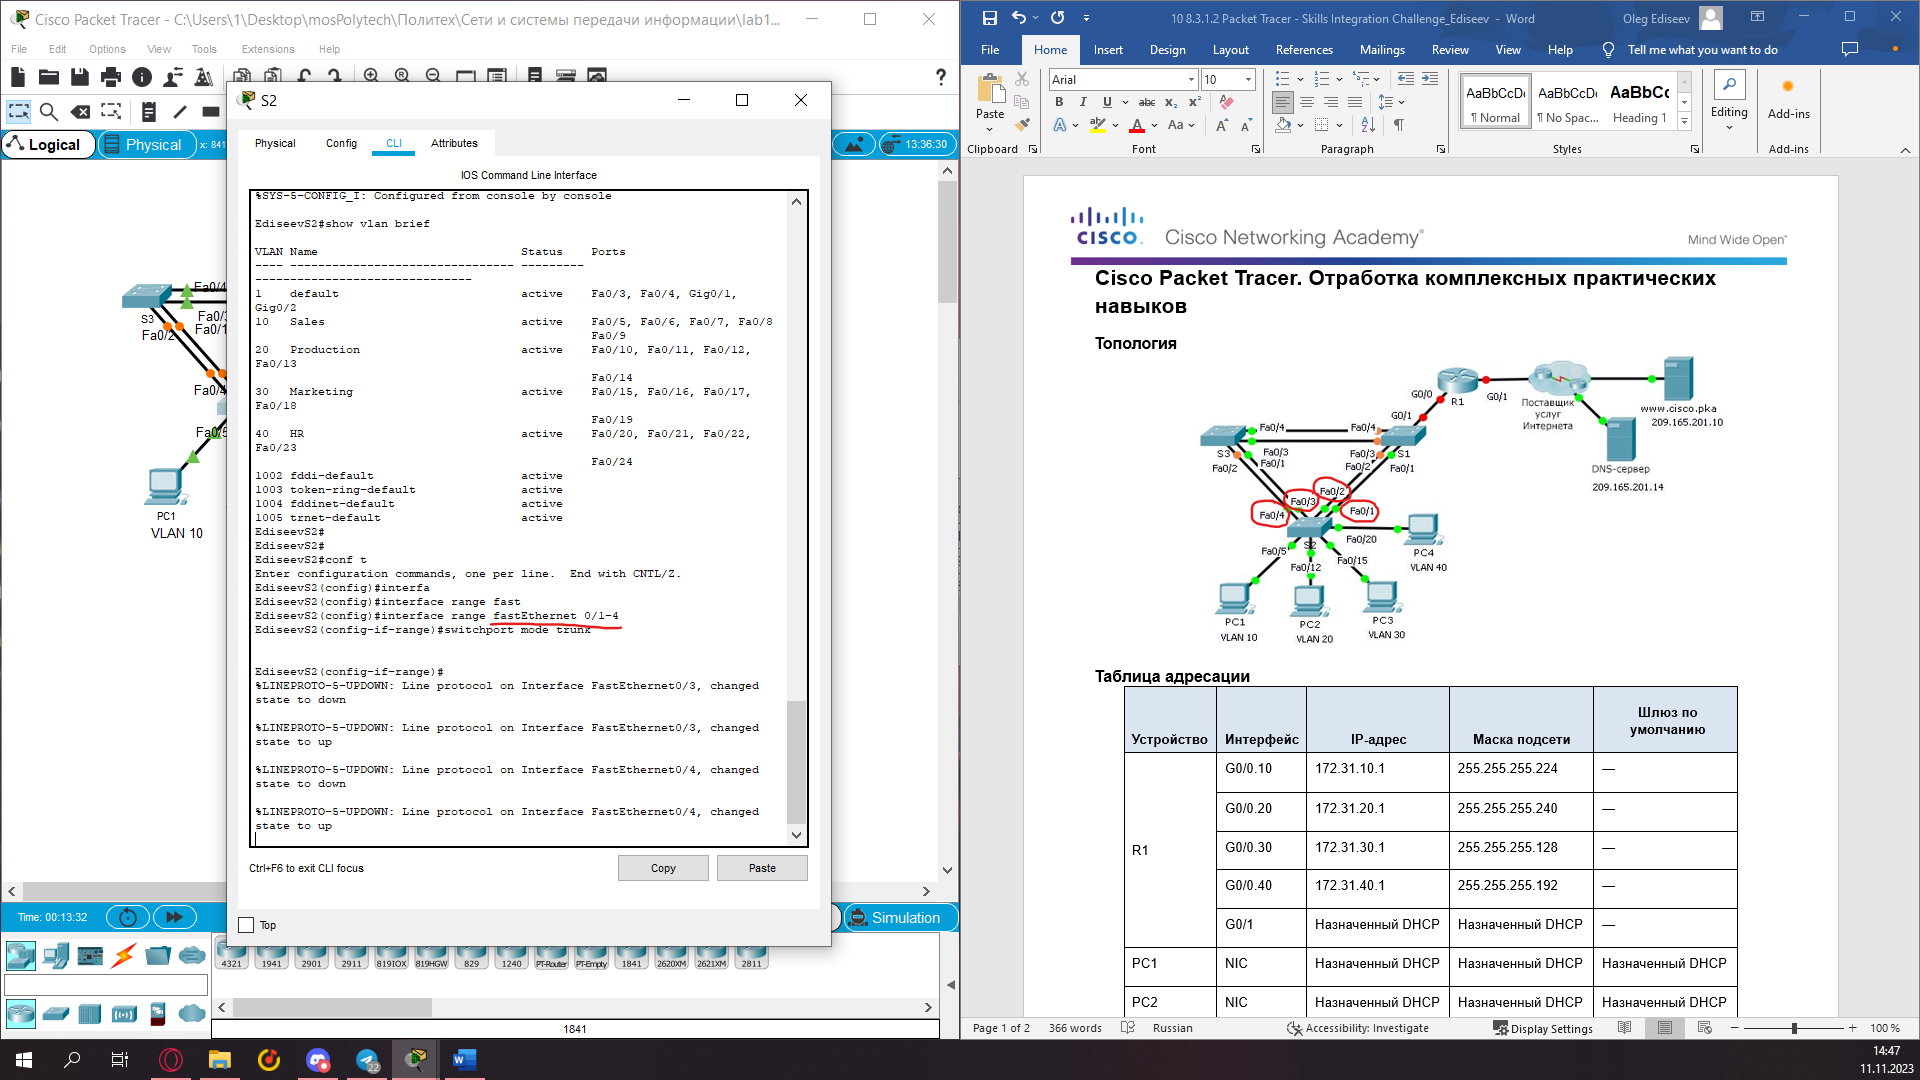 Cisco Packet Tracer - C:\Users\1\Desktop\mosPolytech\Политех\Сети и системы передачи информации\lab1...
File Edit Options View Tools Extensions Help
Logical
Physical
x: 841
13:36:30
S2
Physical Config CLI Attributes
IOS Command Line Interface
%SYS-5-CONFIG_I: Configured from console by console
EdiseevS2#show vlan brief
VLAN Name Status Ports
---- -------------------------------- ---------
-------------------------------
1 default active Fa0/3, Fa0/4, Gig0/1,
Gig0/2
10 Sales active Fa0/5, Fa0/6, Fa0/7, Fa0/8
Fa0/9
20 Production active Fa0/10, Fa0/11, Fa0/12,
Fa0/13
Fa0/14
30 Marketing active Fa0/15, Fa0/16, Fa0/17,
Fa0/18
Fa0/19
40 HR active Fa0/20, Fa0/21, Fa0/22,
Fa0/23
Fa0/24
1002 fddi-default active
1003 token-ring-default active
1004 fddinet-default active
1005 trnet-default active
EdiseevS2#
EdiseevS2#
EdiseevS2#conf t
Enter configuration commands, one per line. End with CNTL/Z.
EdiseevS2(config)#interfa
EdiseevS2(config)#interface range fast
EdiseevS2(config)#interface range fastEthernet 0/1-4
EdiseevS2(config-if-range)#switchport mode trunk
EdiseevS2(config-if-range)#
%LINEPROTO-5-UPDOWN: Line protocol on Interface FastEthernet0/3, changed
state to down
%LINEPROTO-5-UPDOWN: Line protocol on Interface FastEthernet0/3, changed
state to up
%LINEPROTO-5-UPDOWN: Line protocol on Interface FastEthernet0/4, changed
state to down
%LINEPROTO-5-UPDOWN: Line protocol on Interface FastEthernet0/4, changed
state to up
Ctrl+F6 to exit CLI focus
Copy
Paste
Top
S3
Fa0/2
Fa0/4
Fa0/3
Fa0/1
Fa0/4
Fa0/5
PC1
VLAN 10
Time: 00:13:32
Simulation
4321 1941 2901 2911 819IOX 819HGW 829 1240 PT-Router PT-Empty 1841 2620XM 2621XM 2811
1841
10 8.3.1.2 Packet Tracer - Skills Integration Challenge_Ediseev - Word
Oleg Ediseev
File Home Insert Design Layout References Mailings Review View Help Tell me what you want to do
Paste
Clipboard
Arial
10
Font
Paragraph
AaBbCcDc ¶ Normal
AaBbCcDc ¶ No Spac...
AaBbCc Heading 1
Styles
Editing
Add-ins
Add-ins
CISCO.
Cisco Networking Academy®
Mind Wide Open™
Cisco Packet Tracer. Отработка комплексных практических
навыков
Топология
G0/0
R1
G0/1
G0/1
Поставщик
услуг
Интернета
www.cisco.pka
209.165.201.10
DNS-сервер
209.165.201.14
Fa0/4
Fa0/4
S3
Fa0/2
Fa0/3
Fa0/1
Fa0/3
Fa0/2
S1
Fa0/1
Fa0/2
Fa0/3
Fa0/4
Fa0/1
S2
Fa0/5
Fa0/12
Fa0/15
Fa0/20
PC4
VLAN 40
PC1
VLAN 10
PC2
VLAN 20
PC3
VLAN 30
Таблица адресации
Устройство Интерфейс IP-адрес Маска подсети Шлюз по умолчанию
R1
G0/0.10 172.31.10.1 255.255.255.224 —
G0/0.20 172.31.20.1 255.255.255.240 —
G0/0.30 172.31.30.1 255.255.255.128 —
G0/0.40 172.31.40.1 255.255.255.192 —
G0/1 Назначенный DHCP Назначенный DHCP —
PC1 NIC Назначенный DHCP Назначенный DHCP Назначенный DHCP
PC2 NIC Назначенный DHCP Назначенный DHCP Назначенный DHCP
Page 1 of 2 366 words Russian Accessibility: Investigate Display Settings 100 %
22
14:47
11.11.2023